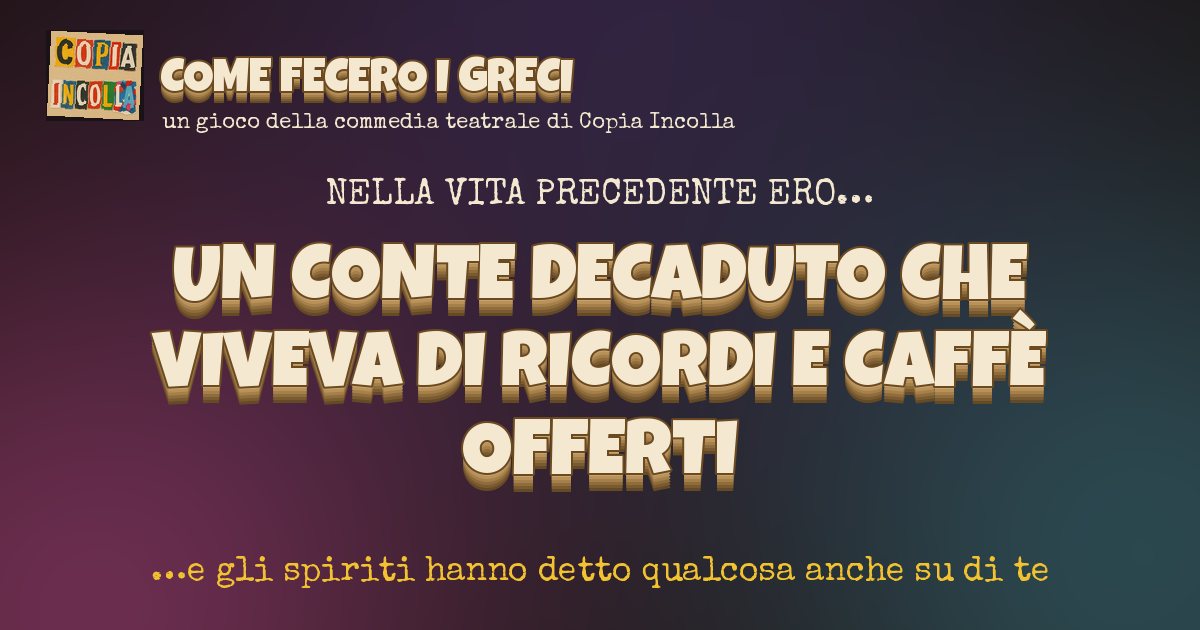 COPIA
INCOLLA
COME FECERO I GRECI
un gioco della commedia teatrale di Copia Incolla
NELLA VITA PRECEDENTE ERO...
UN CONTE DECADUTO CHE
VIVEVA DI RICORDI E CAFFÈ
OFFERTI
...e gli spiriti hanno detto qualcosa anche su di te